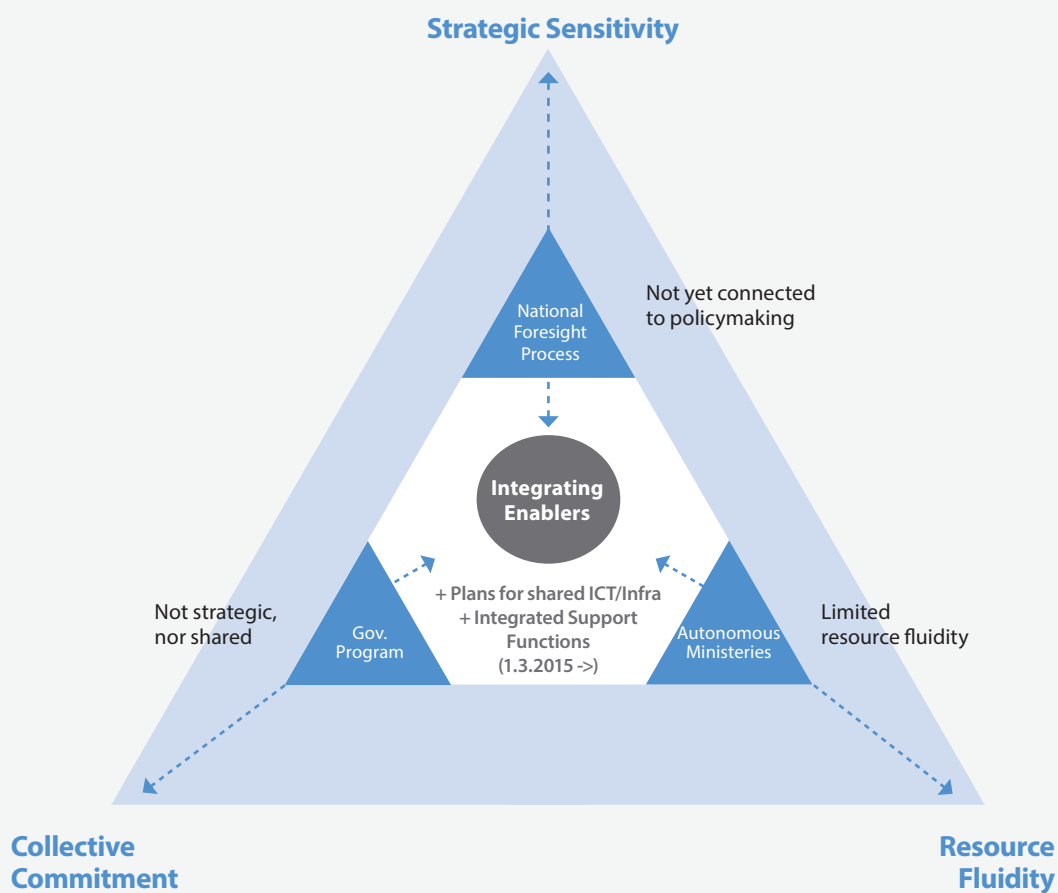 Strategic Sensitivity
Not yet connected
to policymaking
National
Foresight
Process
Integrating
Enablers
+ Plans for shared ICT/Infra
+ Integrated Support
Functions
(1.3.2015 ->)
Not strategic,
nor shared
Gov.
Program
Autonomous
Ministeries
Limited
resource fluidity
Collective
Commitment
Resource
Fluidity